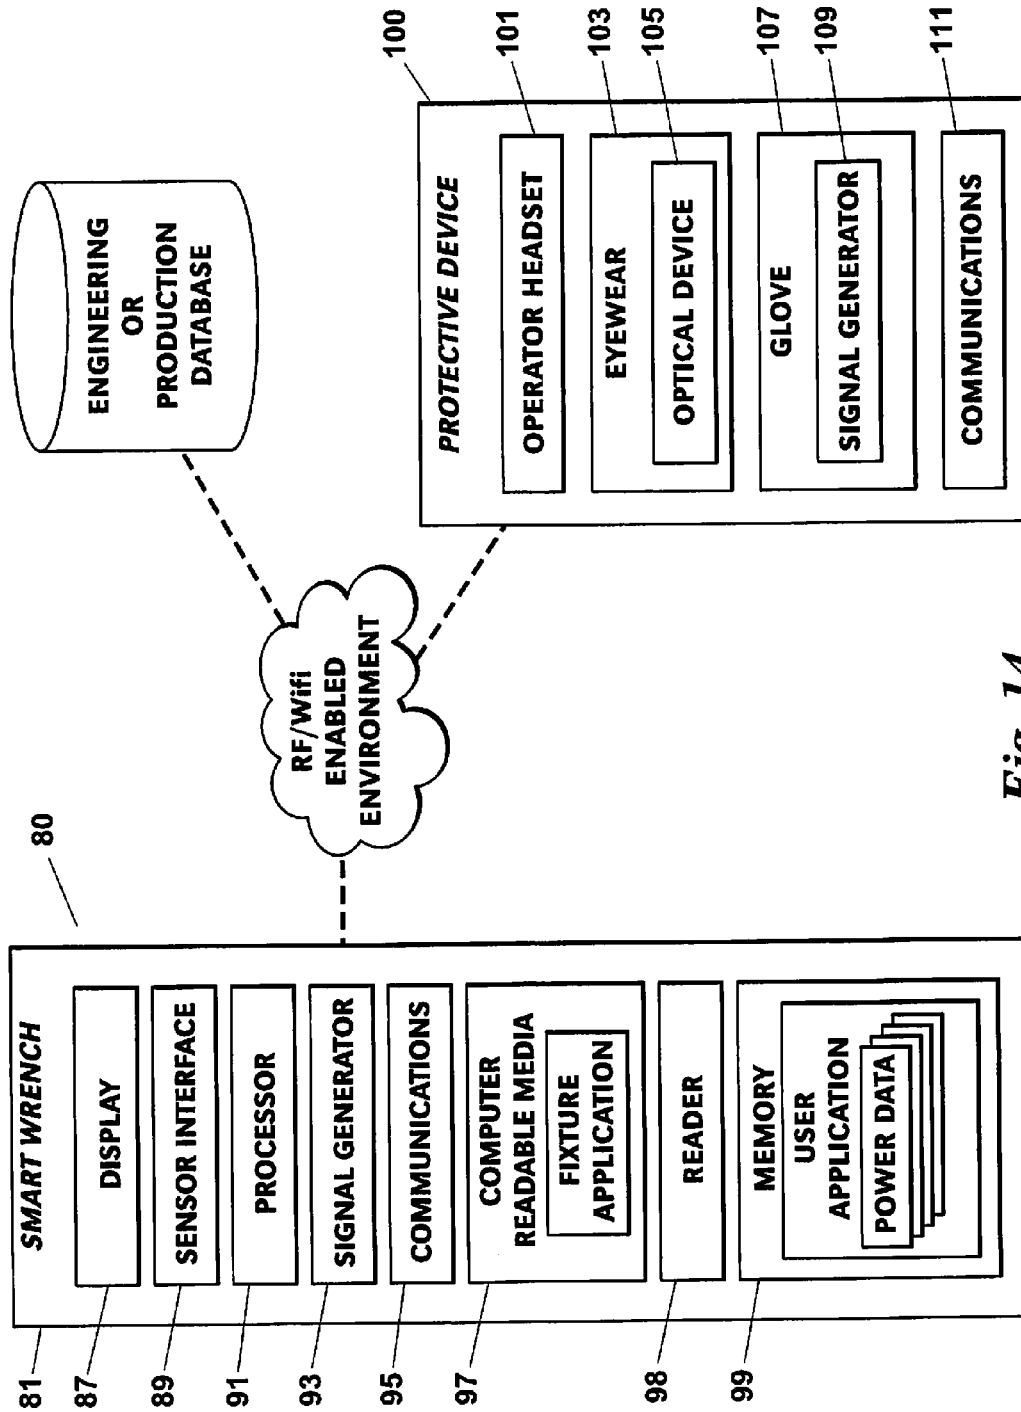 80
81
SMART WRENCH
87
DISPLAY
89
SENSOR INTERFACE
91
PROCESSOR
93
SIGNAL GENERATOR
95
COMMUNICATIONS
97
COMPUTER
READABLE MEDIA
FIXTURE
APPLICATION
98
READER
99
MEMORY
USER
APPLICATION
POWER DATA
RF/Wifi
ENABLED
ENVIRONMENT
ENGINEERING
OR
PRODUCTION
DATABASE
100
PROTECTIVE DEVICE
101
OPERATOR HEADSET
103
EYEWEAR
105
OPTICAL DEVICE
107
GLOVE
109
SIGNAL GENERATOR
111
COMMUNICATIONS
Fig. 14